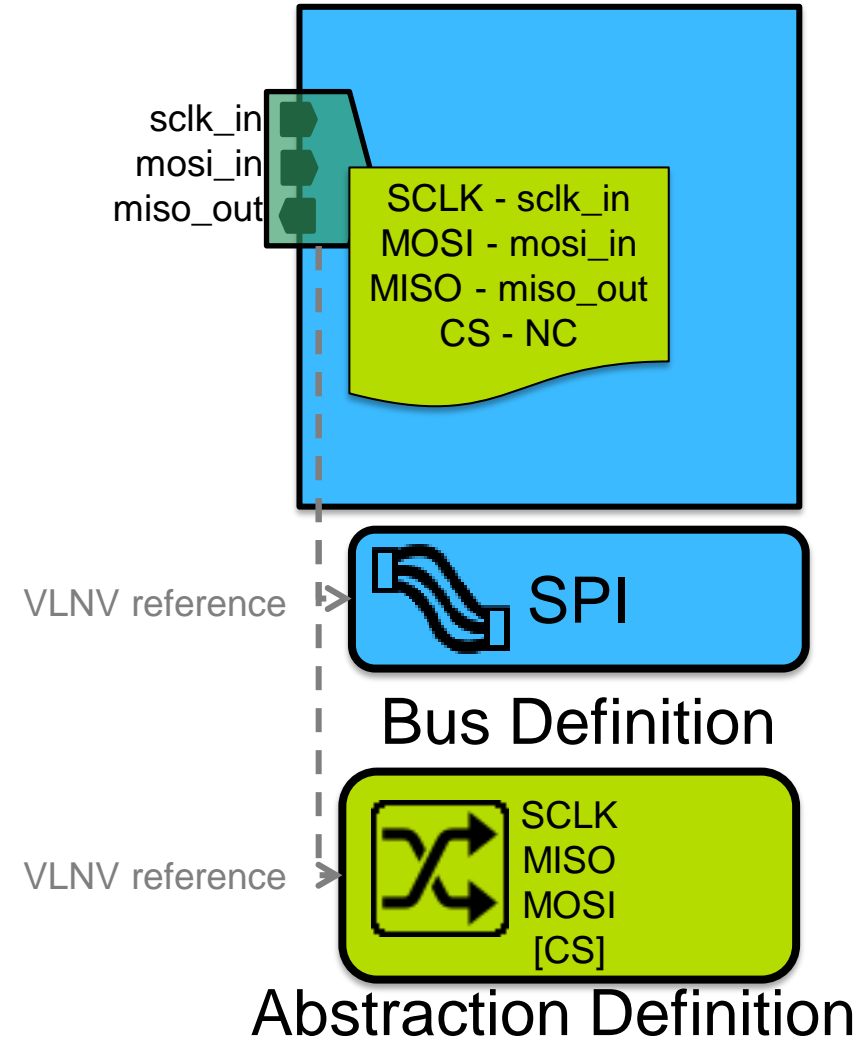 sclk_in
mosi_in
miso_out
SCLK - sclk_in
MOSI - mosi_in
MISO - miso_out
CS - NC
VLNV reference
SPI
Bus Definition
VLNV reference
SCLK
MISO
MOSI
[CS]
Abstraction Definition